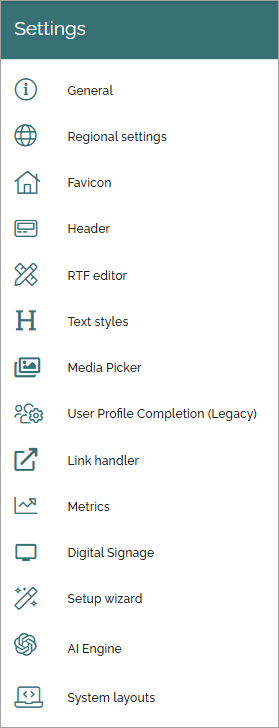 Settings
General
Regional settings
Favicon
Header
RTF editor
H Text styles
Media Picker
User Profile Completion (Legacy)
Link handler
Metrics
Digital Signage
Setup wizard
AI Engine
System layouts